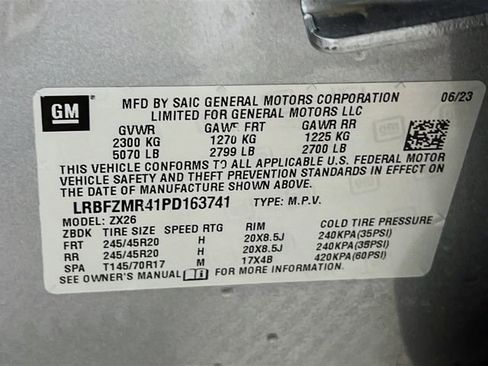 GM
MFD BY SAIC GENERAL MOTORS CORPORATION 06/23
LIMITED FOR GENERAL MOTORS LLC
GVWR GAWR FRT GAWR RR
2300 KG 1270 KG 1225 KG
5070 LB 2799 LB 2700 LB
THIS VEHICLE CONFORMS TO ALL APPLICABLE U.S. FEDERAL MOTOR
VEHICLE SAFETY AND THEFT PREVENTION STANDARDS IN EFFECT ON
THE DATE OF MANUFACTURE SHOWN ABOVE.
LRBFZMR41PD163741 TYPE: M.P.V.
MODEL: ZX26
ZBDK TIRE SIZE SPEED RTG RIM COLD TIRE PRESSURE
FRT 245/45R20 H 20X8.5J 240KPA(35PSI)
RR 245/45R20 H 20X8.5J 240KPA(35PSI)
SPA T145/70R17 M 17X4B 420KPA(60PSI)
SEE OWNER'S MANUAL FOR MORE INFORMATION.